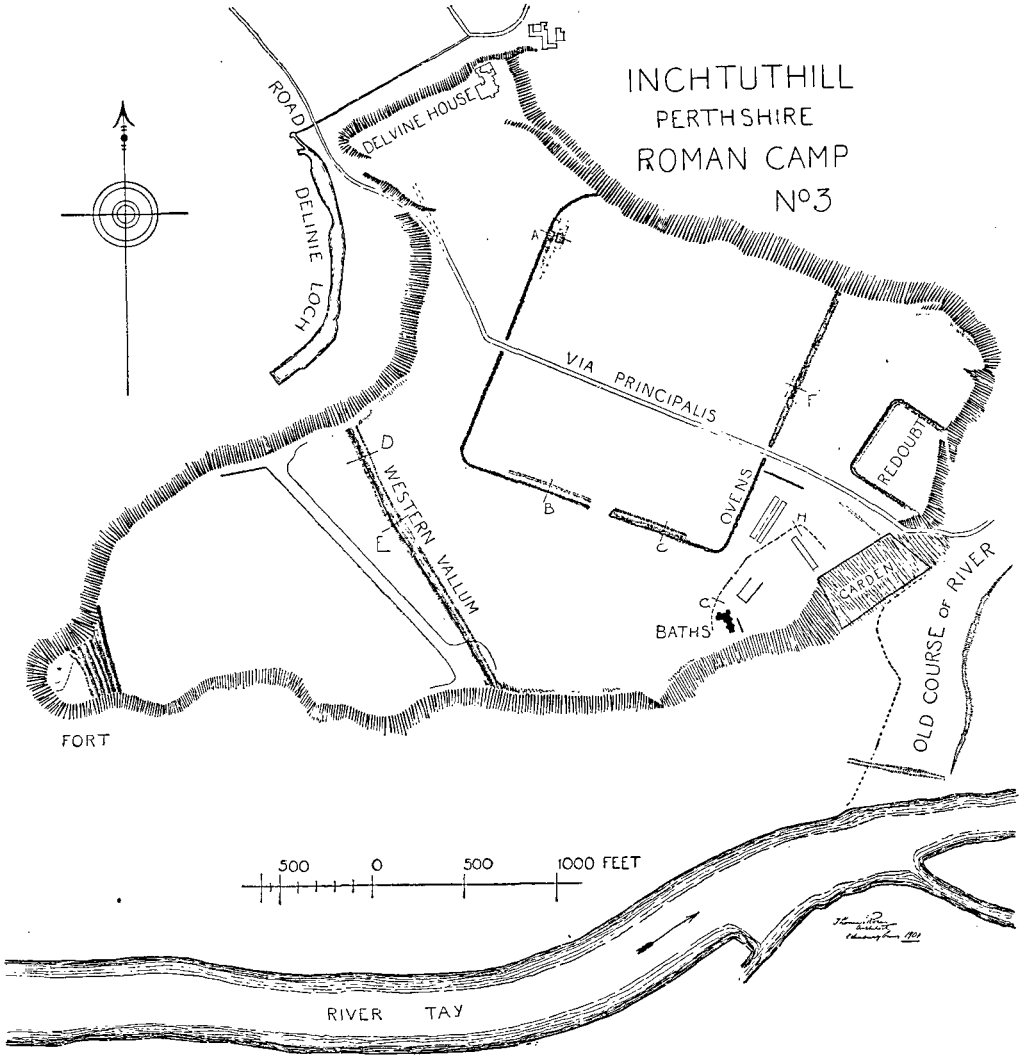 INCHTUTHILL
PERTHSHIRE
ROMAN CAMP
Nº3
ROAD
DELVINE HOUSE
DELINIE LOCH
A
VIA PRINCIPALIS
F
REDOUBT
D
WESTERN VALLUM
E
B
C
OVENS
H
GARDEN
G
BATHS
I
OLD COURSE OF RIVER
FORT
500 0 500 1000 FEET
1901
RIVER TAY